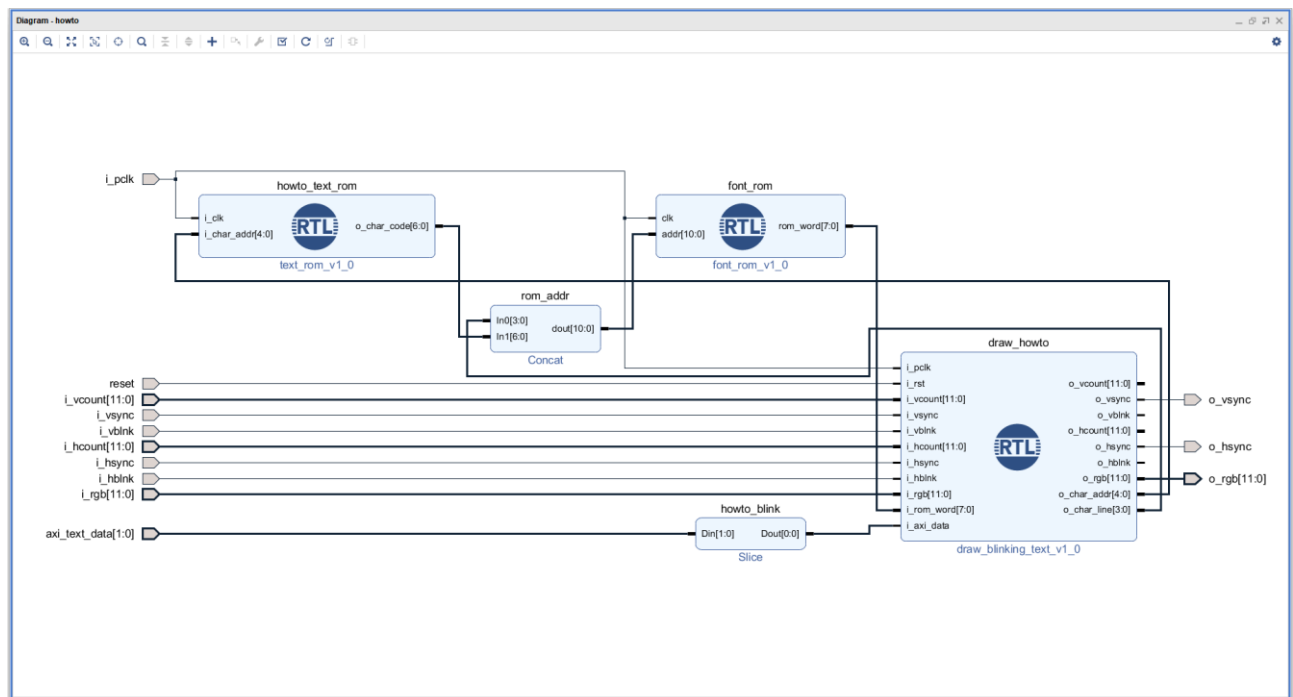 Diagram - howto
i_pclk
howto_text_rom
i_clk
i_char_addr[4:0]
RTL
o_char_code[6:0]
text_rom_v1_0
font_rom
clk
addr[10:0]
RTL
rom_word[7:0]
font_rom_v1_0
rom_addr
In0[3:0]
In1[6:0]
dout[10:0]
Concat
reset
i_vcount[11:0]
i_vsync
i_vblnk
i_hcount[11:0]
i_hsync
i_hblnk
i_rgb[11:0]
axi_text_data[1:0]
howto_blink
Din[1:0]
Dout[0:0]
Slice
draw_howto
i_pclk
i_rst
i_vcount[11:0]
i_vsync
i_vblnk
i_hcount[11:0]
i_hsync
i_hblnk
i_rgb[11:0]
i_rom_word[7:0]
i_axi_data
RTL
o_vcount[11:0]
o_vsync
o_vblnk
o_hcount[11:0]
o_hsync
o_hblnk
o_rgb[11:0]
o_char_addr[4:0]
o_char_line[3:0]
draw_blinking_text_v1_0
o_vsync
o_hsync
o_rgb[11:0]